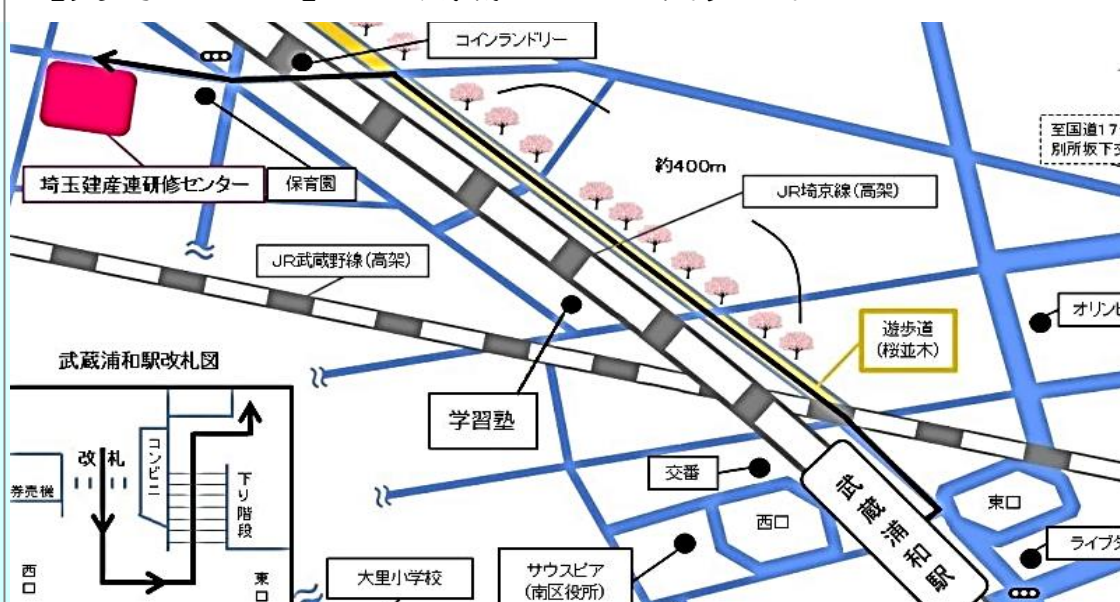 コインランドリー
至国道17
別所坂下交
約400m
埼玉建産連研修センター
保育園
JR埼京線(高架)
JR武蔵野線(高架)
オリンピ
遊歩道
(桜並木)
武蔵浦和駅改札図
学習塾
改札
コンビニ
券売機
下り階段
西口
東口
交番
西口
武蔵浦和駅
東口
ライブタ
大里小学校
サウスピア
(南区役所)